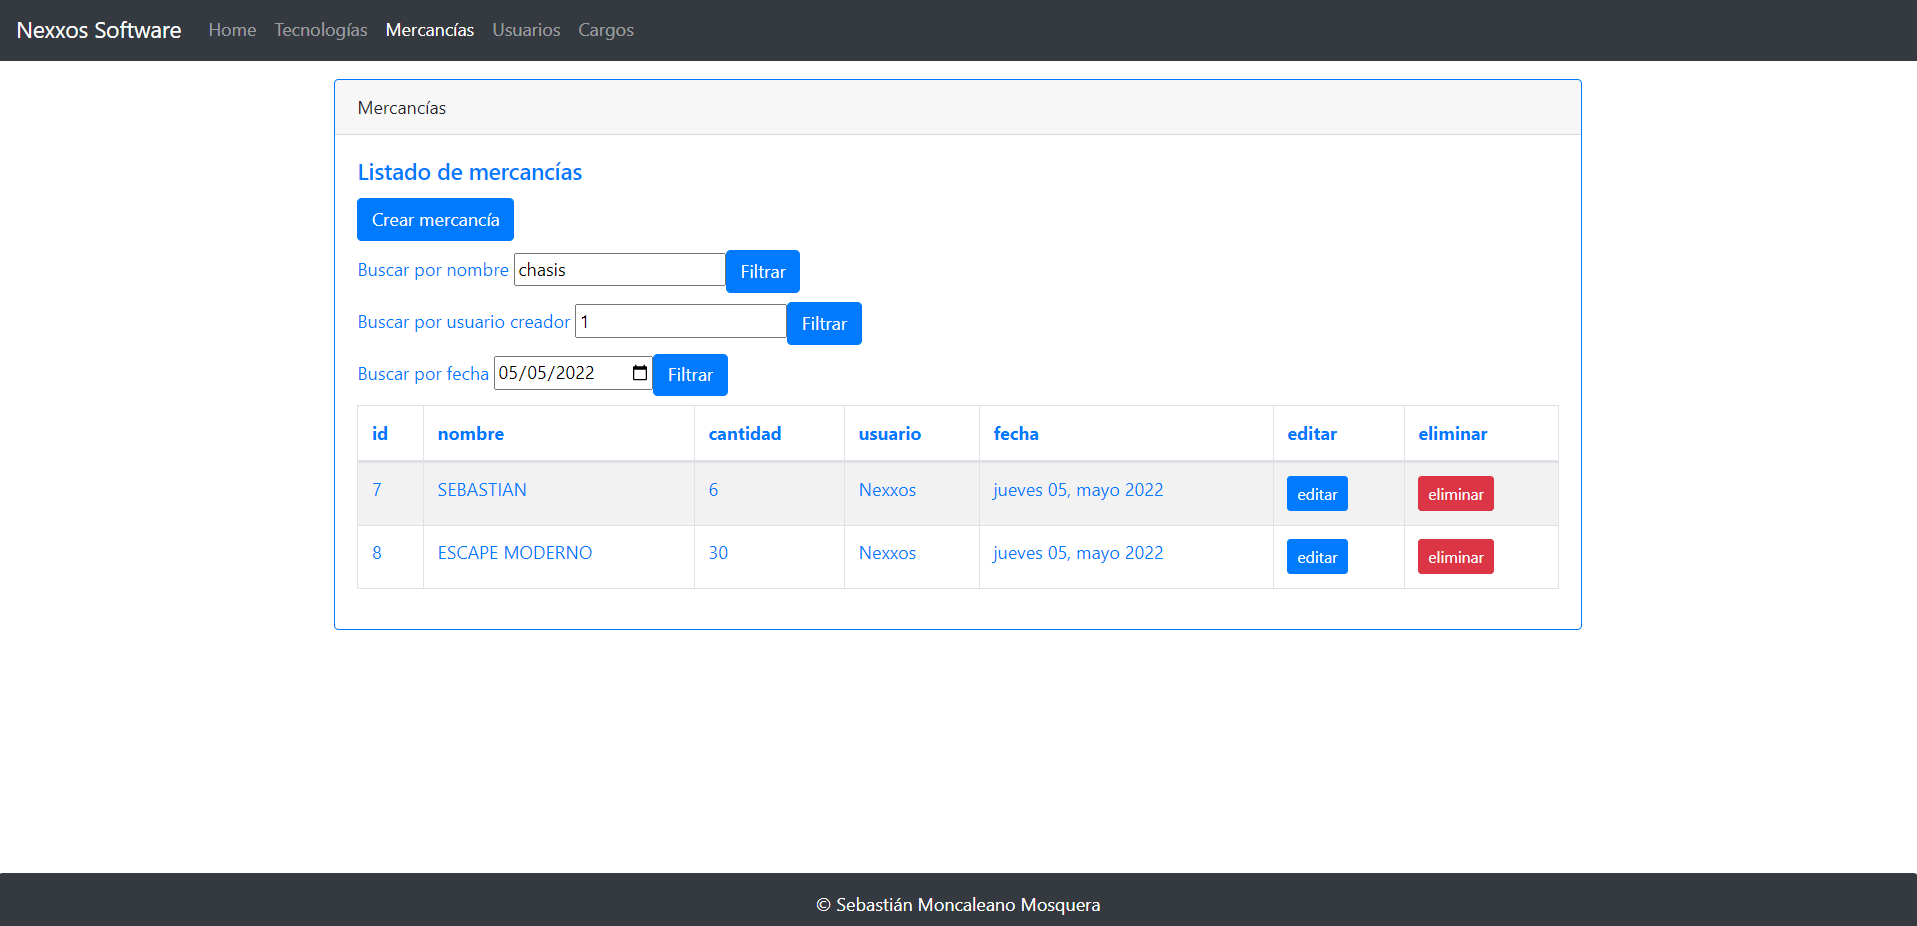 Nexxos Software Home Tecnologías Mercancías Usuarios Cargos
Mercancías
Listado de mercancías
Crear mercancía
Buscar por nombre chasis Filtrar
Buscar por usuario creador 1 Filtrar
Buscar por fecha 05/05/2022 Filtrar
id nombre cantidad usuario fecha editar eliminar
7 SEBASTIAN 6 Nexxos jueves 05, mayo 2022 editar eliminar
8 ESCAPE MODERNO 30 Nexxos jueves 05, mayo 2022 editar eliminar
© Sebastián Moncaleano Mosquera